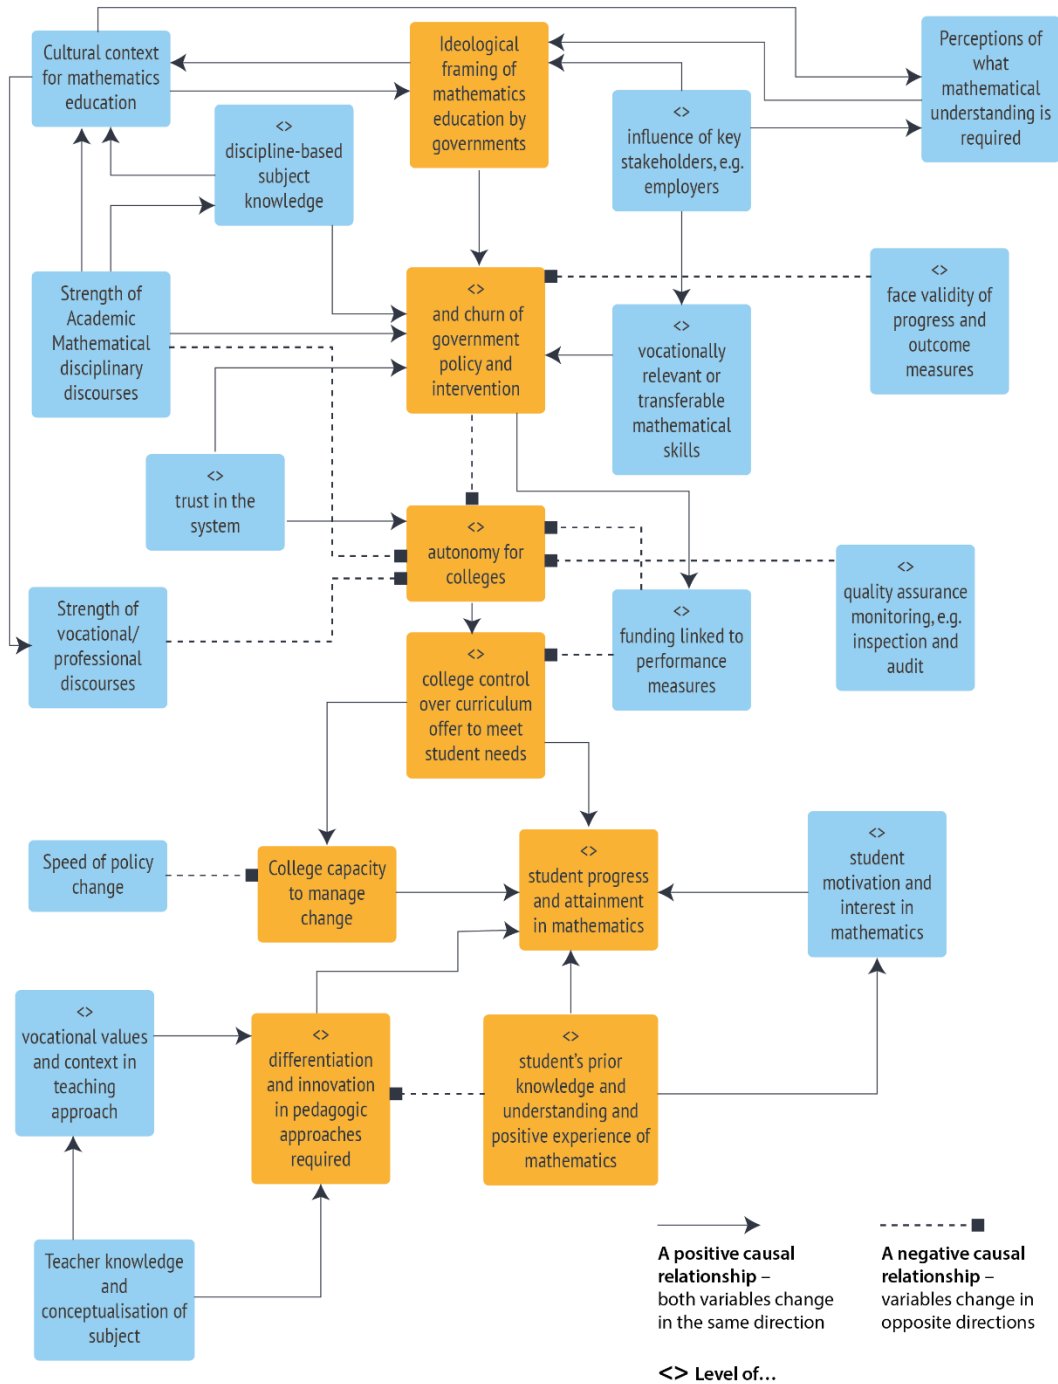 Cultural context
for mathematics
education
Ideological
framing of
mathematics
education by
governments
Perceptions of
what
mathematical
understanding is
required
<>
discipline-based
subject
knowledge
<>
influence of key
stakeholders, e.g.
employers
Strength of
Academic
Mathematical
disciplinary
discourses
<>
and churn of
government
policy and
intervention
<>
vocationally
relevant or
transferable
mathematical
skills
<>
face validity of
progress and
outcome
measures
<>
trust in the
system
<>
autonomy for
colleges
<>
quality assurance
monitoring, e.g.
inspection and
audit
Strength of
vocational/
professional
discourses
<>
college control
over curriculum
offer to meet
student needs
<>
funding linked to
performance
measures
Speed of policy
change
College capacity
to manage
change
<>
student progress
and attainment
in mathematics
<>
student
motivation and
interest in
mathematics
<>
vocational values
and context in
teaching
approach
<>
differentiation
and innovation
in pedagogic
approaches
required
<>
student's prior
knowledge and
understanding and
positive experience of
mathematics
Teacher knowledge
and
conceptualisation of
subject
A positive causal
relationship –
both variables change
in the same direction
A negative causal
relationship –
variables change in
opposite directions
<> Level of...